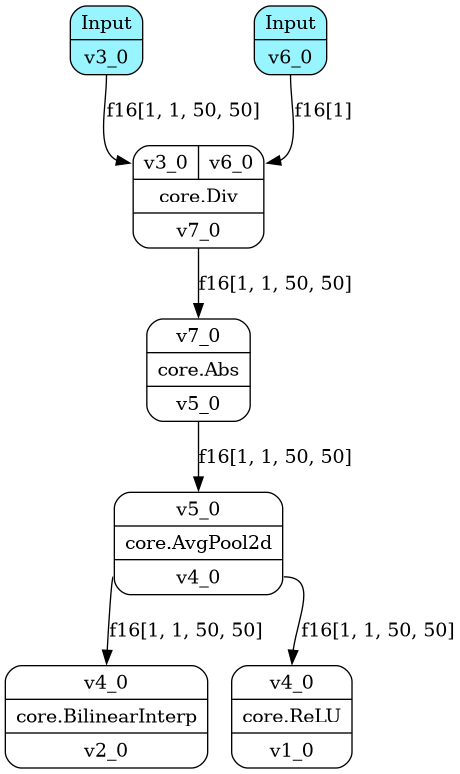 Input
v3_0
Input
v6_0
f16[1, 1, 50, 50]
f16[1]
v3_0 v6_0
core.Div
v7_0
f16[1, 1, 50, 50]
v7_0
core.Abs
v5_0
f16[1, 1, 50, 50]
v5_0
core.AvgPool2d
v4_0
f16[1, 1, 50, 50]
f16[1, 1, 50, 50]
v4_0
core.BilinearInterp
v2_0
v4_0
core.ReLU
v1_0